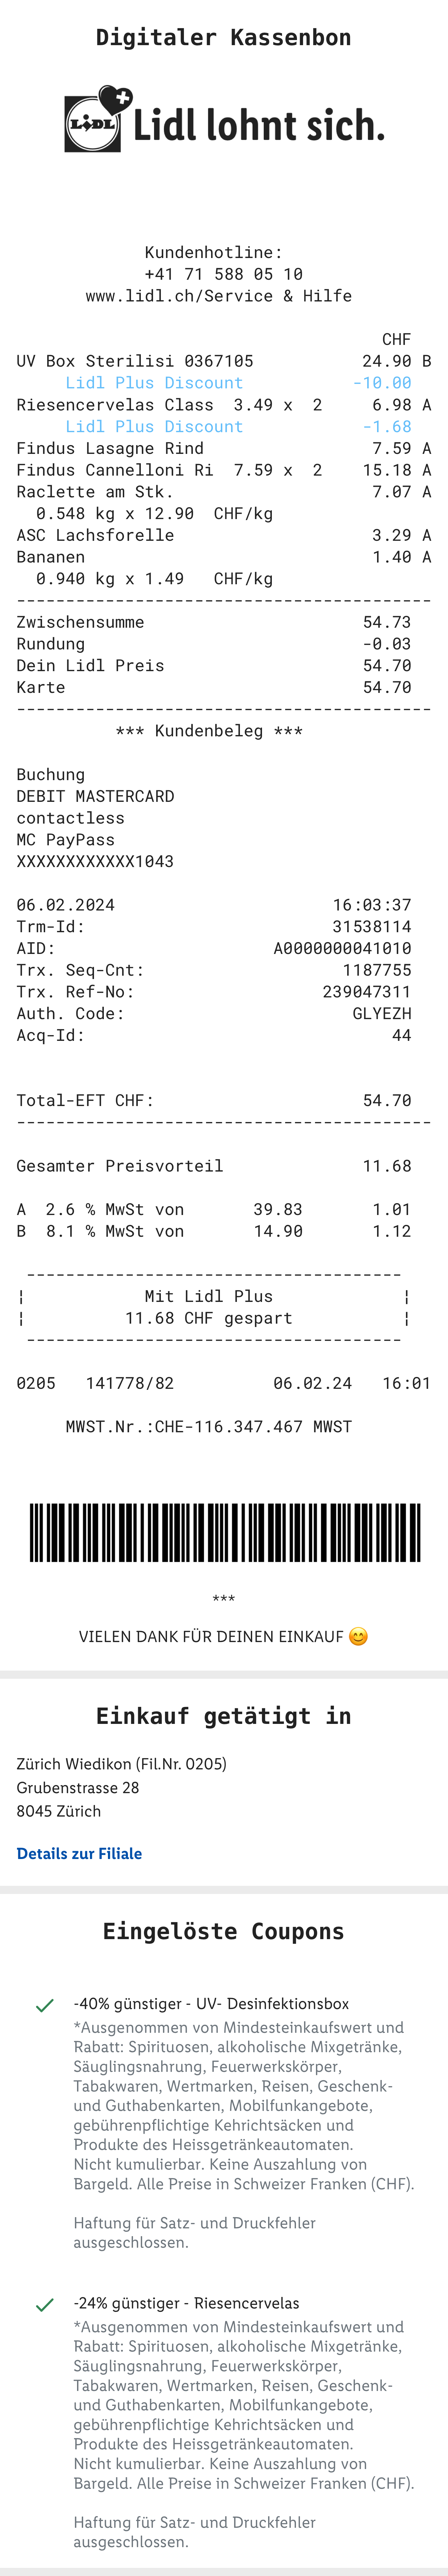 Digitaler Kassenbon
LIDL
Lidl lohnt sich.
Kundenhotline:
+41 71 588 05 10
www.lidl.ch/Service & Hilfe
CHF
UV Box Sterilisi 0367105 24.90 B
Lidl Plus Discount -10.00
Riesencervelas Class 3.49 x 2 6.98 A
Lidl Plus Discount -1.68
Findus Lasagne Rind 7.59 A
Findus Cannelloni Ri 7.59 x 2 15.18 A
Raclette am Stk. 7.07 A
0.548 kg x 12.90 CHF/kg
ASC Lachsforelle 3.29 A
Bananen 1.40 A
0.940 kg x 1.49 CHF/kg
------------------------------------------
Zwischensumme 54.73
Rundung -0.03
Dein Lidl Preis 54.70
Karte 54.70
------------------------------------------
*** Kundenbeleg ***
Buchung
DEBIT MASTERCARD
contactless
MC PayPass
XXXXXXXXXXXX1043
06.02.2024 16:03:37
Trm-Id: 31538114
AID: A0000000041010
Trx. Seq-Cnt: 1187755
Trx. Ref-No: 239047311
Auth. Code: GLYEZH
Acq-Id: 44
Total-EFT CHF: 54.70
------------------------------------------
Gesamter Preisvorteil 11.68
A 2.6 % MwSt von 39.83 1.01
B 8.1 % MwSt von 14.90 1.12
--------------------------------------
¦ Mit Lidl Plus ¦
¦ 11.68 CHF gespart ¦
--------------------------------------
0205 141778/82 06.02.24 16:01
MWST.Nr.:CHE-116.347.467 MWST
***
VIELEN DANK FÜR DEINEN EINKAUF 😊
Einkauf getätigt in
Zürich Wiedikon (Fil.Nr. 0205)
Grubenstrasse 28
8045 Zürich
Details zur Filiale
Eingelöste Coupons
-40% günstiger - UV- Desinfektionsbox
*Ausgenommen von Mindesteinkaufswert und
Rabatt: Spirituosen, alkoholische Mixgetränke,
Säuglingsnahrung, Feuerwerkskörper,
Tabakwaren, Wertmarken, Reisen, Geschenk-
und Guthabenkarten, Mobilfunkangebote,
gebührenpflichtige Kehrichtsäcken und
Produkte des Heissgetränkeautomaten.
Nicht kumulierbar. Keine Auszahlung von
Bargeld. Alle Preise in Schweizer Franken (CHF).
Haftung für Satz- und Druckfehler
ausgeschlossen.
-24% günstiger - Riesencervelas
*Ausgenommen von Mindesteinkaufswert und
Rabatt: Spirituosen, alkoholische Mixgetränke,
Säuglingsnahrung, Feuerwerkskörper,
Tabakwaren, Wertmarken, Reisen, Geschenk-
und Guthabenkarten, Mobilfunkangebote,
gebührenpflichtige Kehrichtsäcken und
Produkte des Heissgetränkeautomaten.
Nicht kumulierbar. Keine Auszahlung von
Bargeld. Alle Preise in Schweizer Franken (CHF).
Haftung für Satz- und Druckfehler
ausgeschlossen.